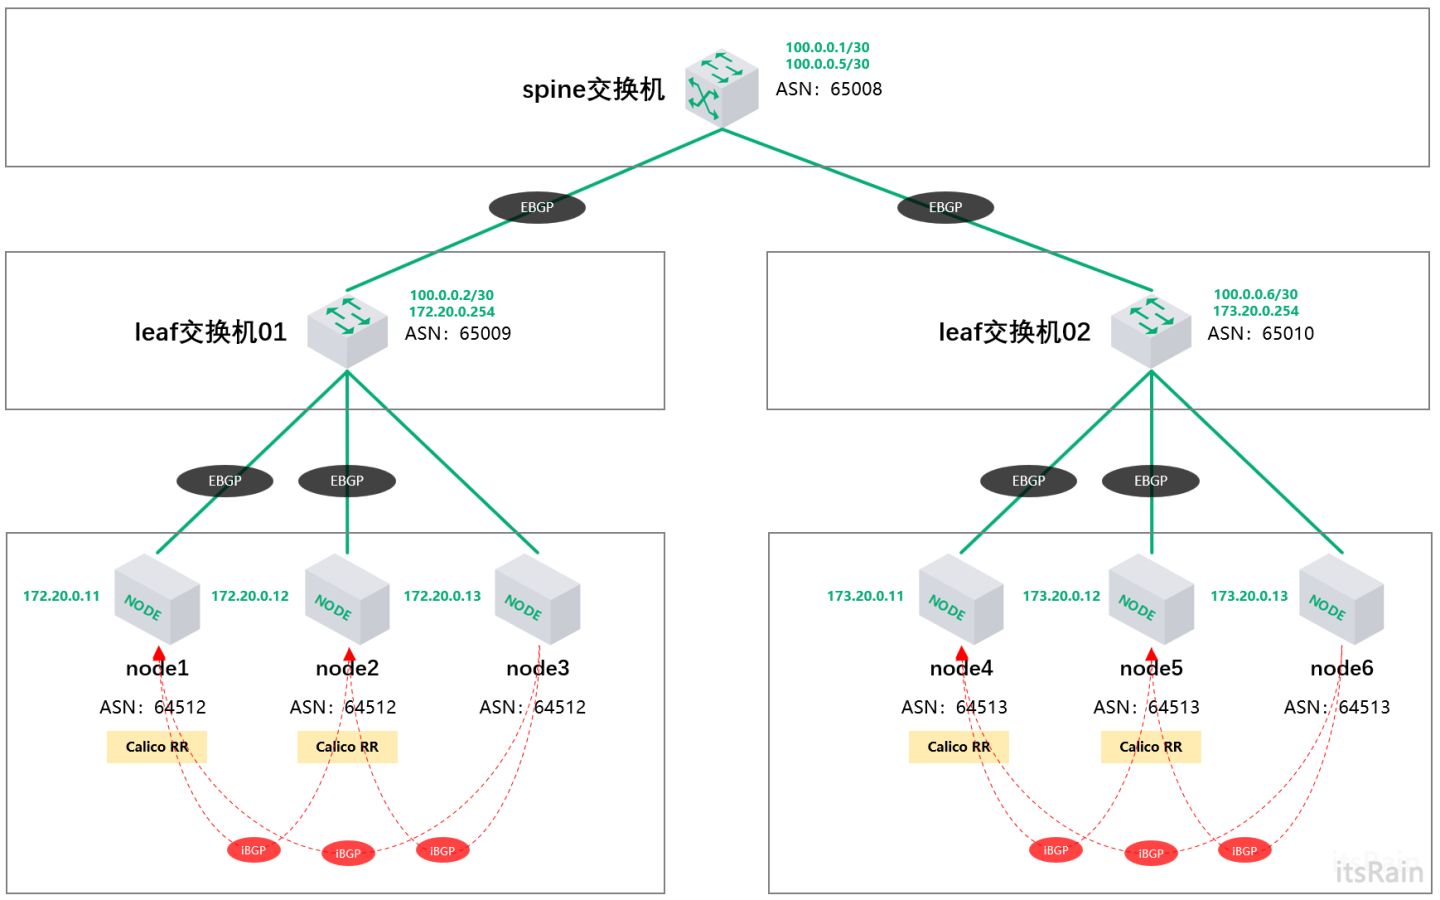 100.0.0.1/30
100.0.0.5/30
spine交换机
ASN：65008
EBGP
EBGP
100.0.0.2/30
172.20.0.254
leaf交换机01
ASN：65009
100.0.0.6/30
173.20.0.254
leaf交换机02
ASN：65010
EBGP
EBGP
EBGP
EBGP
172.20.0.11
NODE
172.20.0.12
NODE
172.20.0.13
NODE
173.20.0.11
NODE
173.20.0.12
NODE
173.20.0.13
NODE
node1
node2
node3
node4
node5
node6
ASN：64512
ASN：64512
ASN：64512
ASN：64513
ASN：64513
ASN：64513
Calico RR
Calico RR
Calico RR
Calico RR
iBGP
iBGP
iBGP
iBGP
iBGP
iBGP
itsRain